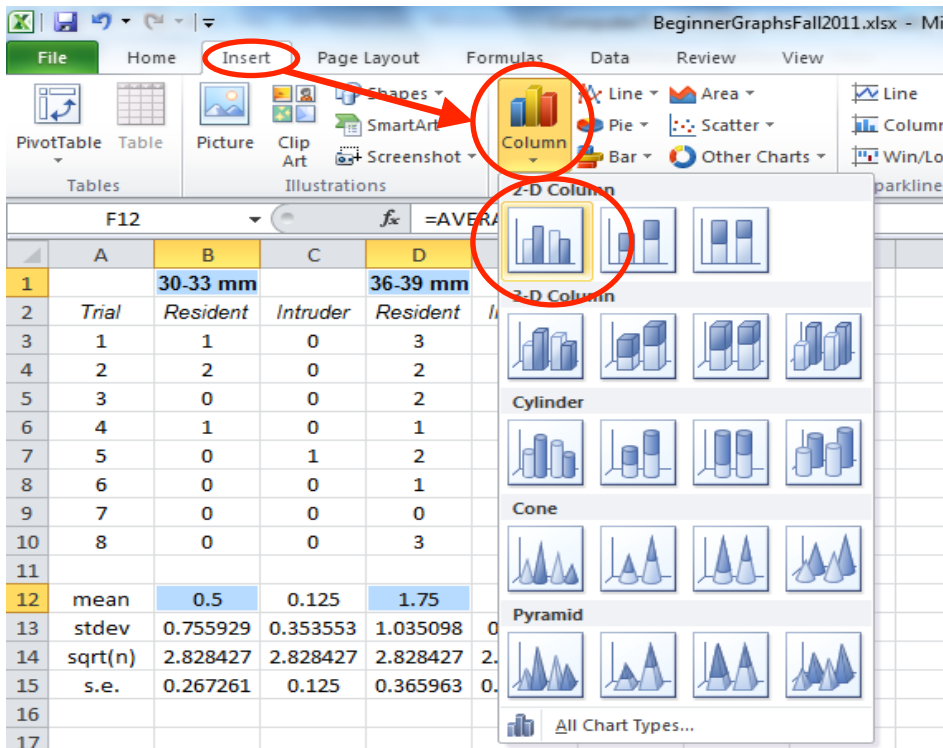 BeginnerGraphsFall2011.xlsx - Mi
File Home Insert Page Layout Formulas Data Review View
PivotTable Table Picture Clip Art Shapes SmartArt Screenshot Column Line Pie Bar Area Scatter Other Charts Line Column Win/Lo
Tables Illustrations parkline
F12 fx =AVERA
2-D Column
A B C D
1 30-33 mm 36-39 mm
3-D Column
2 Trial Resident Intruder Resident
3 1 1 0 3
4 2 2 0 2
5 3 0 0 2
Cylinder
6 4 1 0 1
7 5 0 1 2
8 6 0 0 1
9 7 0 0 0
Cone
10 8 0 0 3
11
12 mean 0.5 0.125 1.75
Pyramid
13 stdev 0.755929 0.353553 1.035098 0
14 sqrt(n) 2.828427 2.828427 2.828427 2.
15 s.e. 0.267261 0.125 0.365963 0.
16
All Chart Types...
17